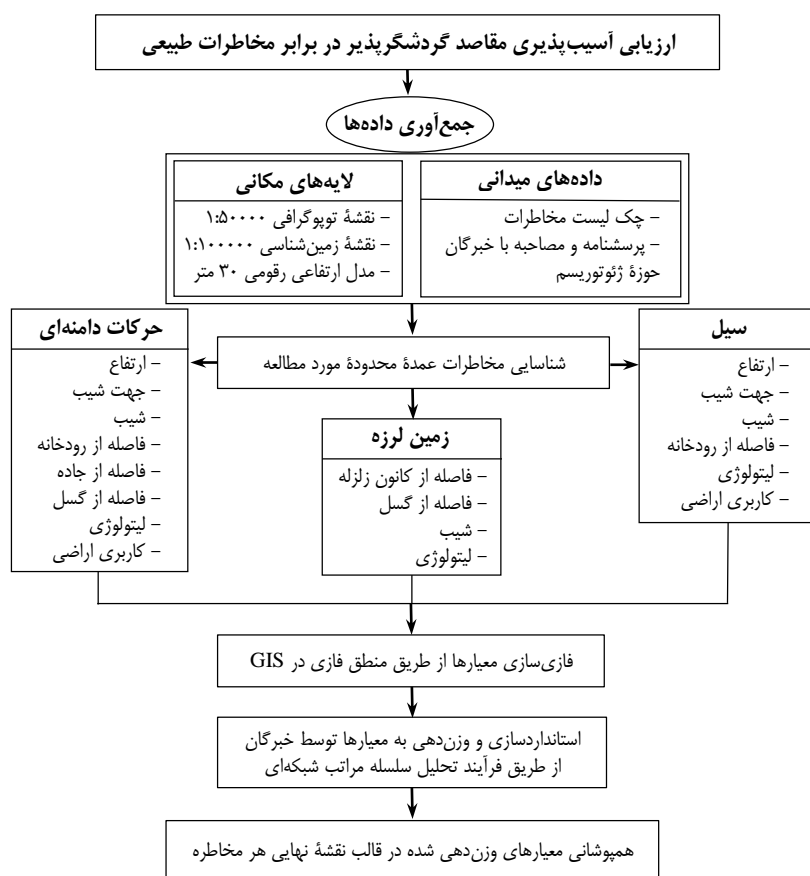 ارزیابی آسیب‌پذیری مقاصد گردشگرپذیر در برابر مخاطرات طبیعی
جمع‌آوری داده‌ها
داده‌های میدانی
– چک لیست مخاطرات
– پرسشنامه و مصاحبه با خبرگان
حوزهٔ ژئوتوریسم
لایه‌های مکانی
– نقشهٔ توپوگرافی ۱:۵۰۰۰۰
– نقشهٔ زمین‌شناسی ۱:۱۰۰۰۰۰
– مدل ارتفاعی رقومی ۳۰ متر
شناسایی مخاطرات عمدهٔ محدودهٔ مورد مطالعه
سیل
– ارتفاع
– جهت شیب
– شیب
– فاصله از رودخانه
– لیتولوژی
– کاربری اراضی
زمین لرزه
– فاصله از کانون زلزله
– فاصله از گسل
– شیب
– لیتولوژی
حرکات دامنه‌ای
– ارتفاع
– جهت شیب
– شیب
– فاصله از رودخانه
– فاصله از جاده
– فاصله از گسل
– لیتولوژی
– کاربری اراضی
فازی‌سازی معیارها از طریق منطق فازی در GIS
استانداردسازی و وزن‌دهی به معیارها توسط خبرگان
از طریق فرآیند تحلیل سلسله مراتب شبکه‌ای
همپوشانی معیارهای وزن‌دهی شده در قالب نقشهٔ نهایی هر مخاطره